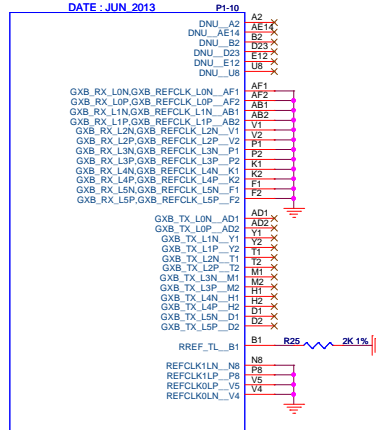 DATE : JUN_2013 P1-10
DNU__A2 A2
DNU__AE14 AE14
DNU__B2 B2
DNU__D23 D23
DNU__E12 E12
DNU__U8 U8
GXB_RX_L0N,GXB_REFCLK_L0N__AF1 AF1
GXB_RX_L0P,GXB_REFCLK_L0P__AF2 AF2
GXB_RX_L1N,GXB_REFCLK_L1N__AB1 AB1
GXB_RX_L1P,GXB_REFCLK_L1P__AB2 AB2
GXB_RX_L2N,GXB_REFCLK_L2N__V1 V1
GXB_RX_L2P,GXB_REFCLK_L2P__V2 V2
GXB_RX_L3N,GXB_REFCLK_L3N__P1 P1
GXB_RX_L3P,GXB_REFCLK_L3P__P2 P2
GXB_RX_L4N,GXB_REFCLK_L4N__K1 K1
GXB_RX_L4P,GXB_REFCLK_L4P__K2 K2
GXB_RX_L5N,GXB_REFCLK_L5N__F1 F1
GXB_RX_L5P,GXB_REFCLK_L5P__F2 F2
GXB_TX_L0N__AD1 AD1
GXB_TX_L0P__AD2 AD2
GXB_TX_L1N__Y1 Y1
GXB_TX_L1P__Y2 Y2
GXB_TX_L2N__T1 T1
GXB_TX_L2P__T2 T2
GXB_TX_L3N__M1 M1
GXB_TX_L3P__M2 M2
GXB_TX_L4N__H1 H1
GXB_TX_L4P__H2 H2
GXB_TX_L5N__D1 D1
GXB_TX_L5P__D2 D2
RREF_TL__B1 B1 R25 2K 1%
REFCLK1LN__N8 N8
REFCLK1LP__P8 P8
REFCLK0LP__V5 V5
REFCLK0LN__V4 V4